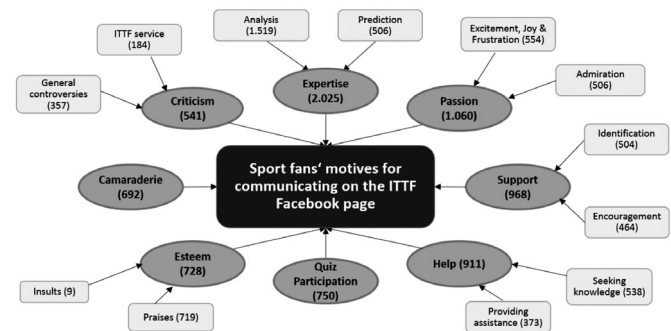 Analysis
(1.519)
Prediction
(506)
ITTF service
(184)
Excitement, Joy &
Frustration (554)
General
controversies
(357)
Criticism
(541)
Expertise
(2.025)
Passion
(1.060)
Admiration
(506)
Camaraderie
(692)
Sport fans‘ motives for
communicating on the ITTF
Facebook page
Support
(968)
Identification
(504)
Encouragement
(464)
Esteem
(728)
Quiz
Participation
(750)
Help (911)
Insults (9)
Praises (719)
Providing
assistance (373)
Seeking
knowledge (538)